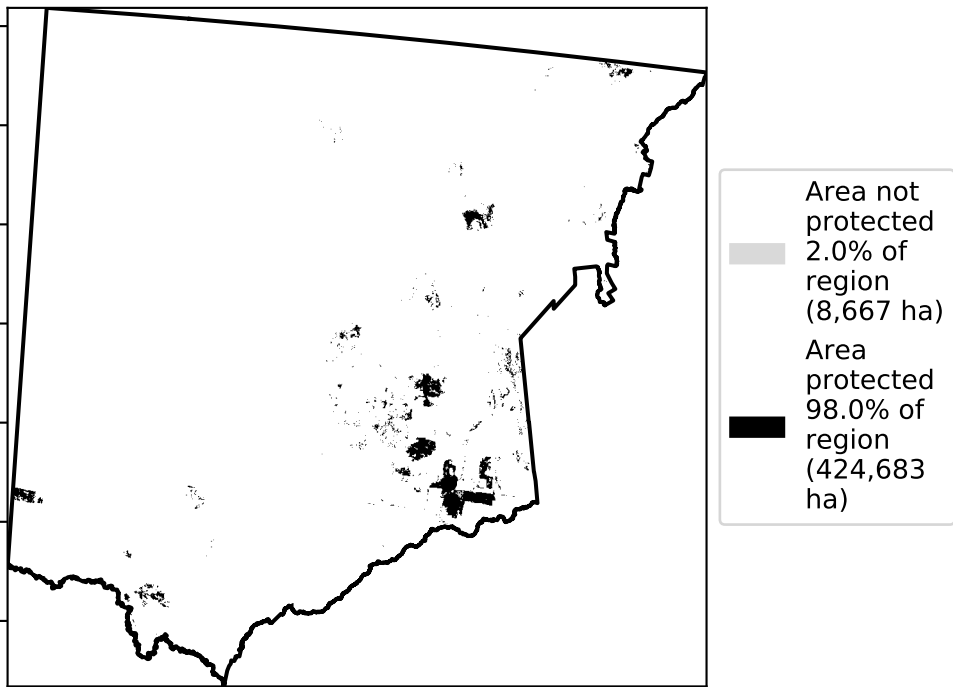 Area not
protected
2.0% of
region
(8,667 ha)
Area
protected
98.0% of
region
(424,683
ha)